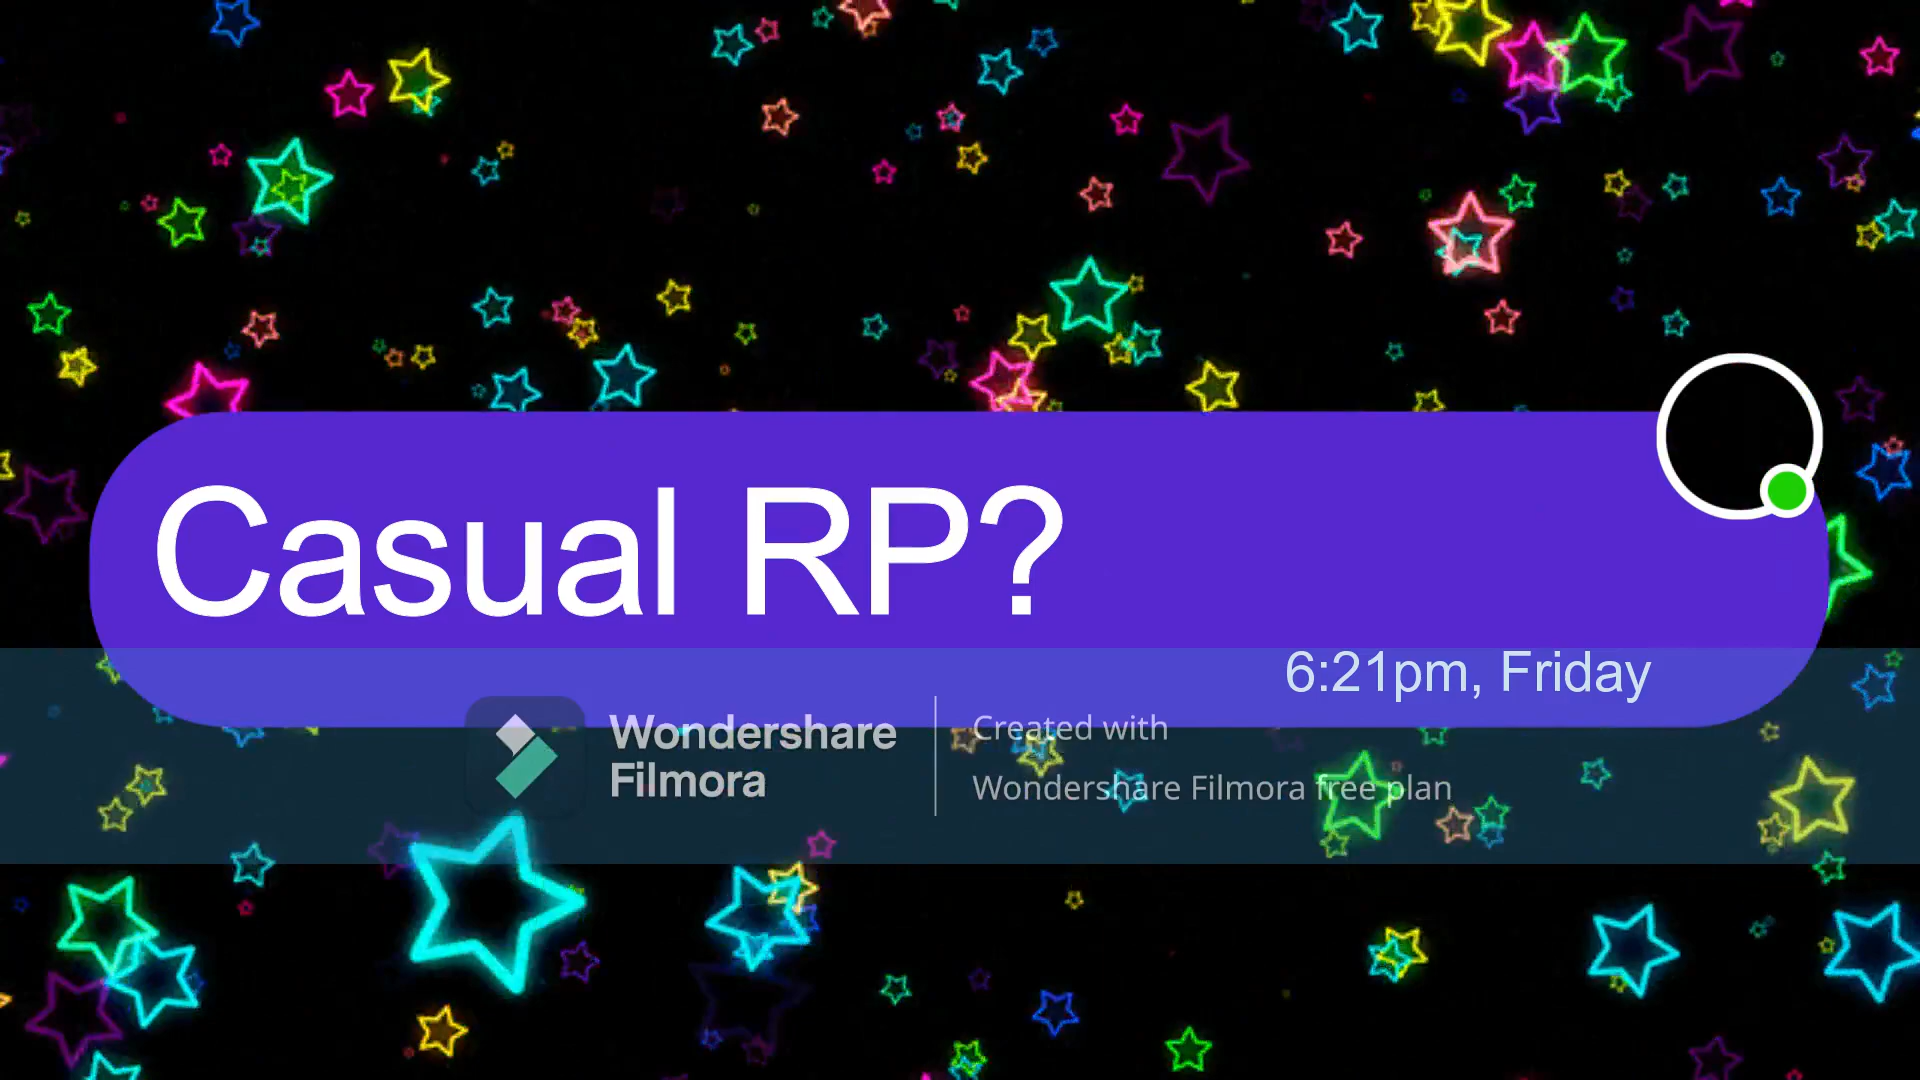 Casual RP?
6:21pm, Friday
Wondershare
Filmora
Created with
Wondershare Filmora free plan